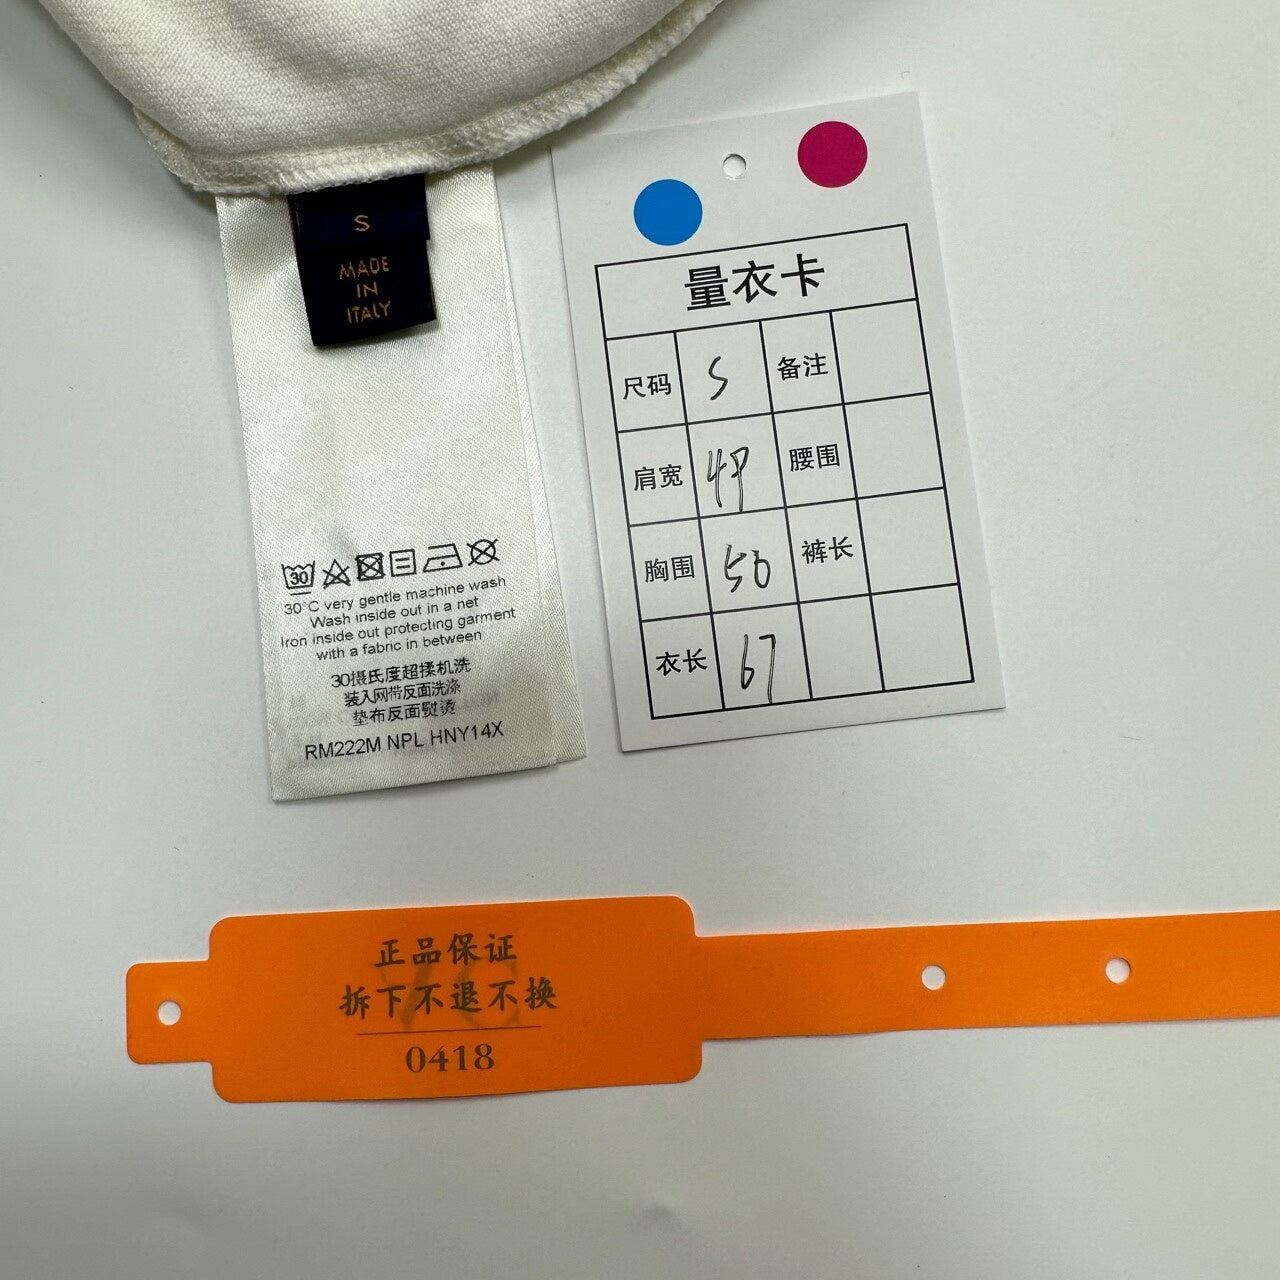 S
MADE
IN
ITALY
30
30°C very gentle machine wash
Wash inside out in a net
Iron inside out protecting garment
with a fabric in between
30摄氏度超揉机洗
装入网带反面洗涤
垫布反面熨烫
RM222M NPL HNY14X
量衣卡
尺码 S 备注
肩宽 49 腰围
胸围 50 裤长
衣长 67
正品保证
拆下不退不换
0418